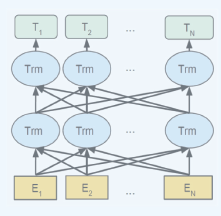 T1 T2 ... TN
Trm Trm ... Trm
Trm Trm ... Trm
E1 E2 ... EN